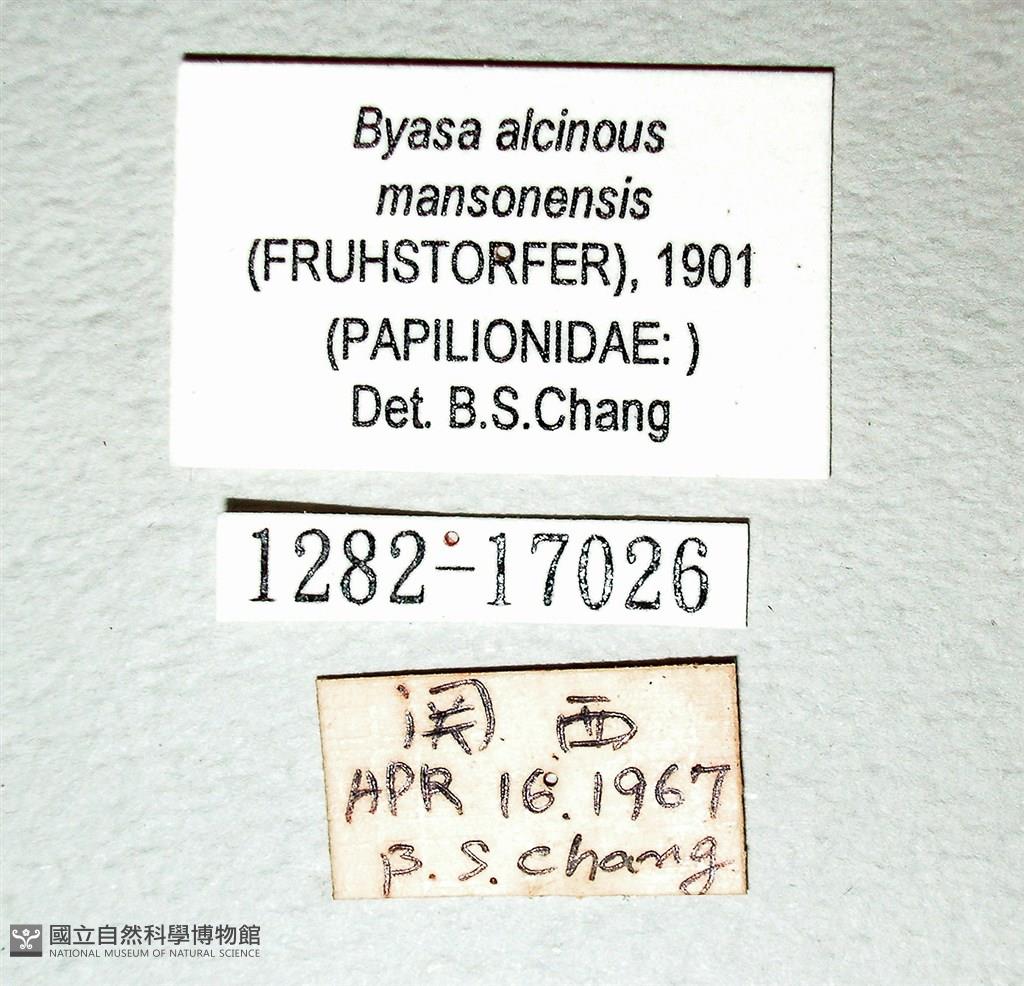 Byasa alcinous
mansonensis
(FRUHSTORFER), 1901
(PAPILIONIDAE: )
Det. B.S.Chang
1282-17026
関西
APR 16.1967
B.S.Chang
國立自然科學博物館
NATIONAL MUSEUM OF NATURAL SCIENCE